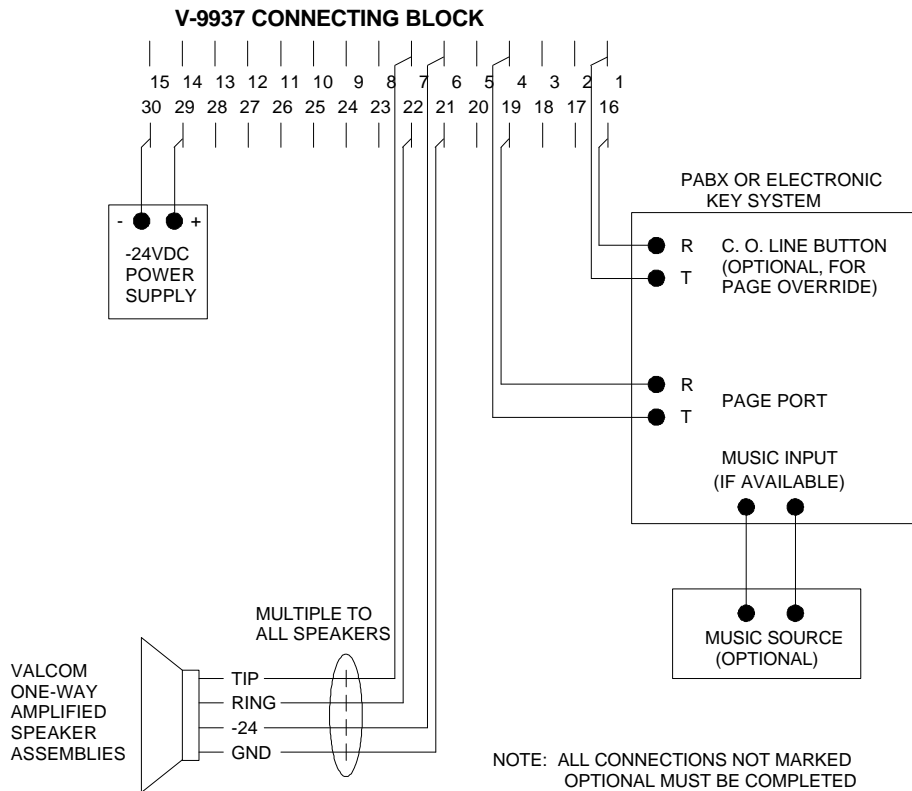 V-9937 CONNECTING BLOCK
15 14 13 12 11 10 9 8 7 6 5 4 3 2 1
30 29 28 27 26 25 24 23 22 21 20 19 18 17 16
- +
-24VDC
POWER
SUPPLY
PABX OR ELECTRONIC
KEY SYSTEM
R
T
C. O. LINE BUTTON
(OPTIONAL, FOR
PAGE OVERRIDE)
R
T
PAGE PORT
MUSIC INPUT
(IF AVAILABLE)
MUSIC SOURCE
(OPTIONAL)
MULTIPLE TO
ALL SPEAKERS
VALCOM
ONE-WAY
AMPLIFIED
SPEAKER
ASSEMBLIES
TIP
RING
-24
GND
NOTE: ALL CONNECTIONS NOT MARKED
OPTIONAL MUST BE COMPLETED